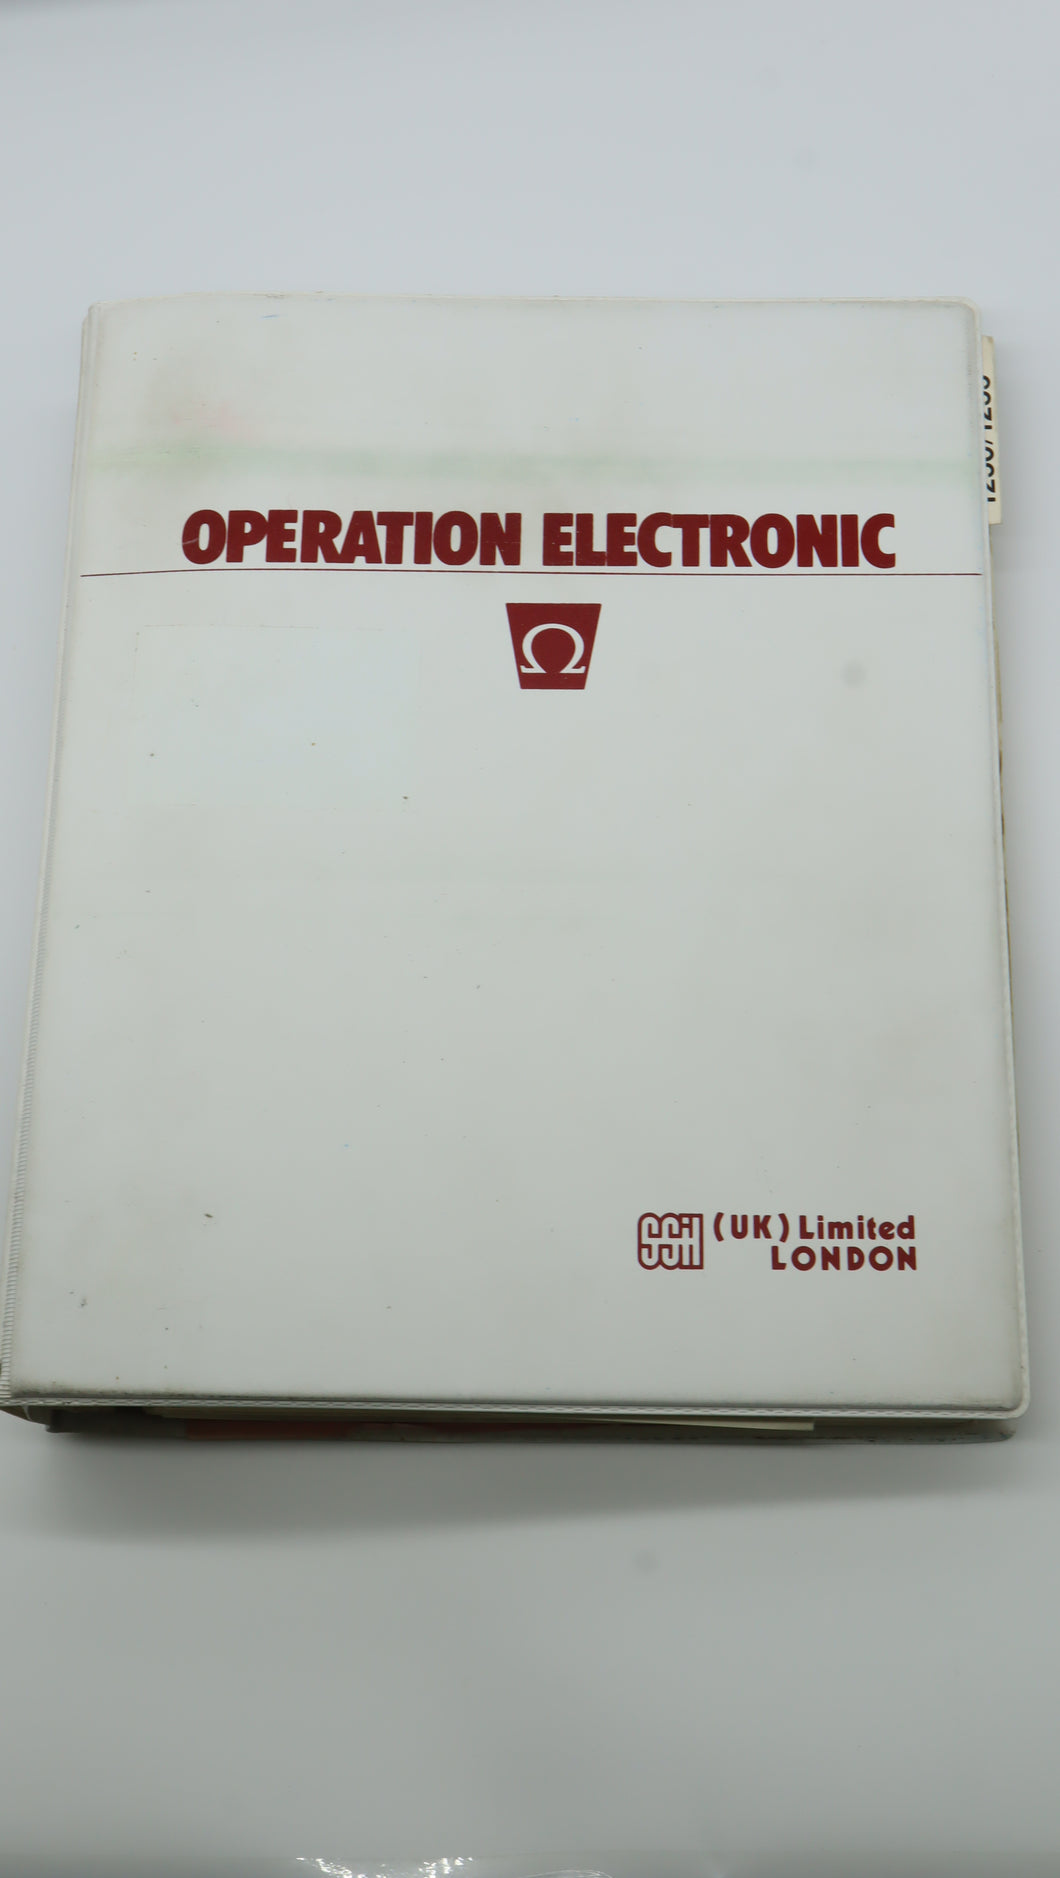 OPERATION ELECTRONIC
Ω
SSIH (UK) Limited
LONDON